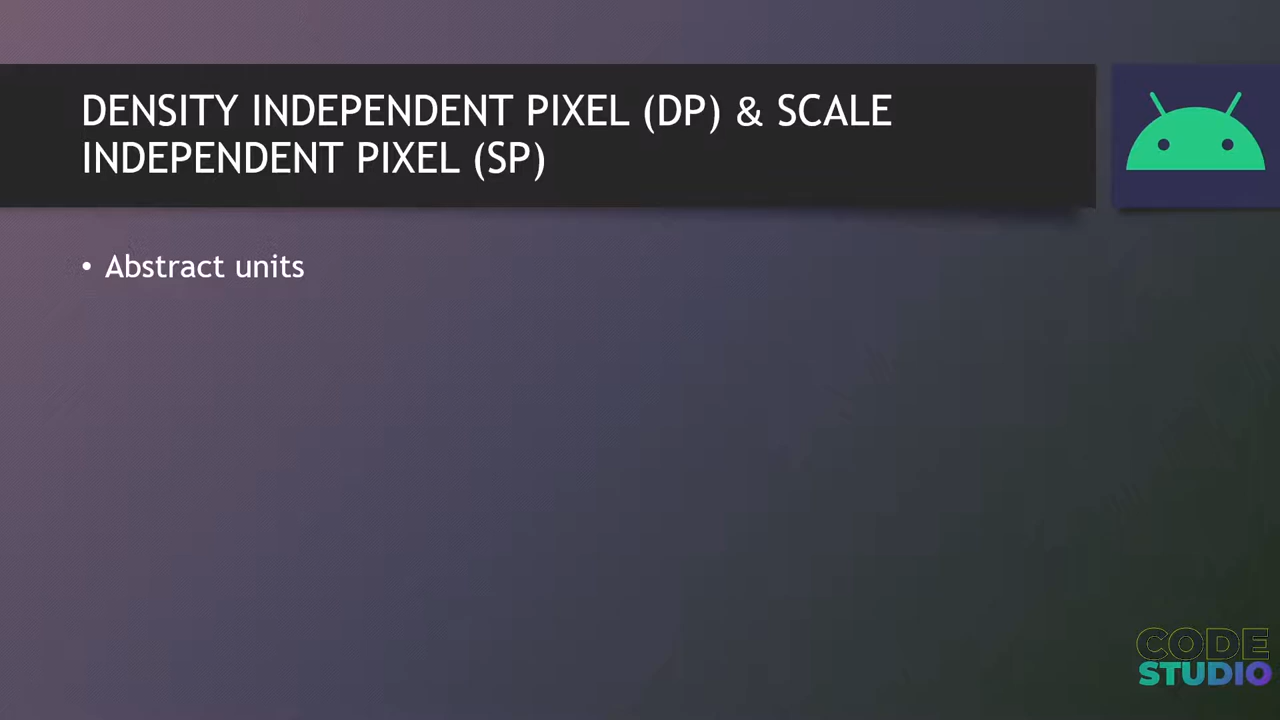 DENSITY INDEPENDENT PIXEL (DP) & SCALE
INDEPENDENT PIXEL (SP)
• Abstract units
CODE
STUDIO